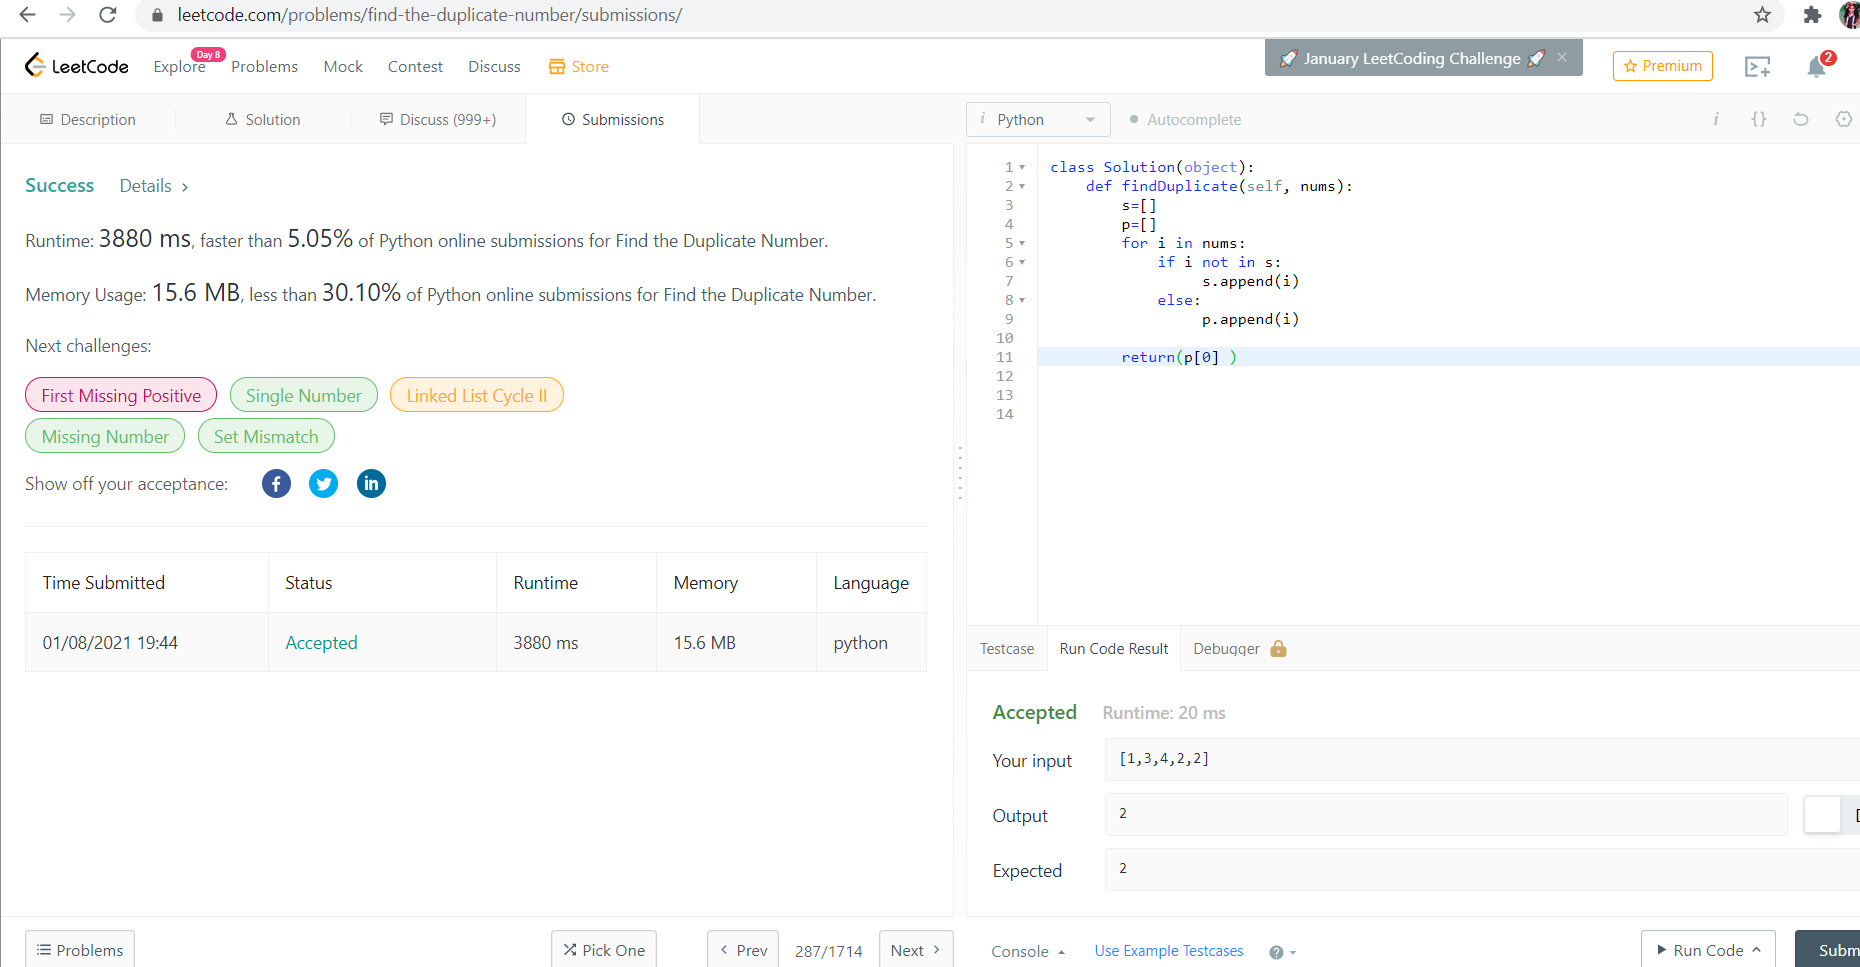 leetcode.com/problems/find-the-duplicate-number/submissions/
LeetCode Explore Day 8 Problems Mock Contest Discuss Store
🚀 January LeetCoding Challenge 🚀 ×
Premium
2
Description Solution Discuss (999+) Submissions
Success Details >
Runtime: 3880 ms, faster than 5.05% of Python online submissions for Find the Duplicate Number.
Memory Usage: 15.6 MB, less than 30.10% of Python online submissions for Find the Duplicate Number.
Next challenges:
First Missing Positive Single Number Linked List Cycle II
Missing Number Set Mismatch
Show off your acceptance:
Time Submitted Status Runtime Memory Language
01/08/2021 19:44 Accepted 3880 ms 15.6 MB python
Problems Pick One < Prev 287/1714 Next >
i Python Autocomplete i {}
1 class Solution(object):
2     def findDuplicate(self, nums):
3         s=[]
4         p=[]
5         for i in nums:
6             if i not in s:
7                 s.append(i)
8             else:
9                 p.append(i)
10
11         return(p[0] )
12
13
14
Testcase Run Code Result Debugger
Accepted Runtime: 20 ms
Your input [1,3,4,2,2]
Output 2
Expected 2
Console Use Example Testcases ? Run Code Subm